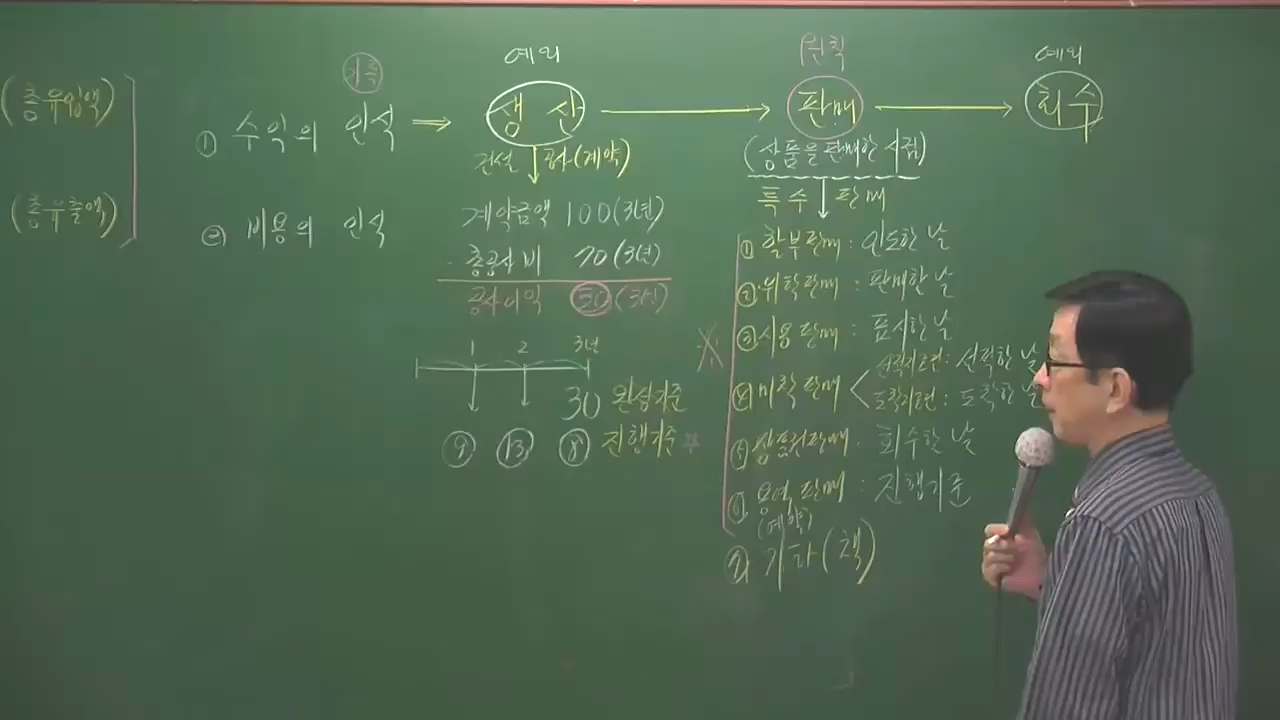 (총유입액)
(총유출액)
① 수익의 인식 ⇒
② 비용의 인식
예외
생 산
건설 공사(계약)
계약금액 100(3년)
총공사비 70(3년)
공사이익 30(3년)
1 2 3년
30 완성기준
⑨ ⑬ ⑧ 진행기준
원칙
판매
(상품을 판매한 시점)
특수 판매
① 할부판매 : 인도한 날
② 위탁판매 : 판매한 날
③ 시용판매 : 표시한 날
④ 미착판매 < 선적지조건 : 선적한 날
도착지조건 : 도착한 날
⑤ 상품권판매 : 회수한 날
⑥ 용역판매 : 진행기준
(예약)
⑦ 기타(책)
예외
회수